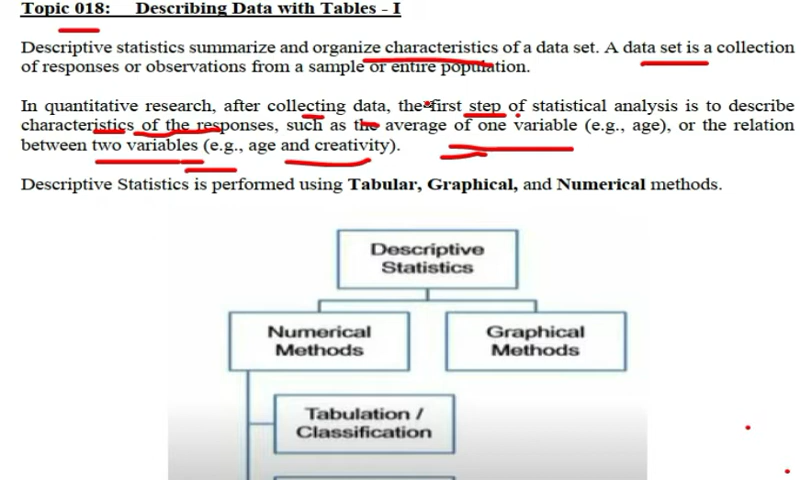 Topic 018: Describing Data with Tables - I
Descriptive statistics summarize and organize characteristics of a data set. A data set is a collection
of responses or observations from a sample or entire population.
In quantitative research, after collecting data, the first step of statistical analysis is to describe
characteristics of the responses, such as the average of one variable (e.g., age), or the relation
between two variables (e.g., age and creativity).
Descriptive Statistics is performed using Tabular, Graphical, and Numerical methods.
Descriptive
Statistics
Numerical
Methods
Graphical
Methods
Tabulation /
Classification